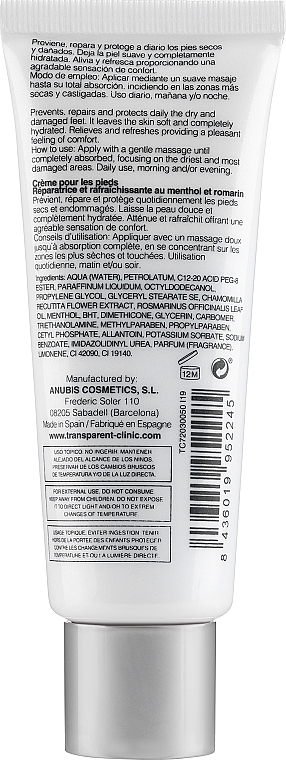 Previene, repara y protege a diario los pies secos
y dañados. Deja la piel suave y completamente
hidratada. Alivia y refresca proporcionando una
agradable sensación de confort.
Modo de empleo: Aplicar mediante un suave masaje
hasta su total absorción, incidiendo en las zonas más
secas y castigadas. Uso diario, mañana y/o noche.
Prevents, repairs and protects daily the dry and
damaged feet. It leaves the skin soft and completely
hydrated. Relieves and refreshes providing a pleasant
feeling of comfort.
How to use: Apply with a gentle massage until
completely absorbed, focusing on the driest and most
damaged areas. Daily use, morning and/or evening.
Crème pour les pieds
Réparatrice et rafraîchissante au menthol et romarin
Prévient, répare et protège quotidiennement les pieds
secs et endommagés. Laisse la peau douce et
complètement hydratée. Atténue et rafraîchit offrant une
agréable sensation de confort.
Conseils d'utilisation: Appliquer avec un massage doux
jusqu'à absorption complète, en se concentrant sur les
zones les plus sèches et touchées. Utilisation
quotidienne, matin et/ou soir.
Ingredients: AQUA (WATER), PETROLATUM, C12-20 ACID PEG-8
ESTER, PARAFFINUM LIQUIDUM, OCTYLDODECANOL,
PROPYLENE GLYCOL, GLYCERYL STEARATE SE, CHAMOMILLA
RECUTITA FLOWER EXTRACT, ROSMARINUS OFFICINALIS LEAF
OIL, MENTHOL, BHT, DIMETHICONE, GLYCERIN, CARBOMER,
TRIETHANOLAMINE, METHYLPARABEN, PROPYLPARABEN,
CETYL PHOSPHATE, ALLANTOIN, POTASSIUM SORBATE, SODIUM
BENZOATE, IMIDAZOLIDINYL UREA, PARFUM (FRAGRANCE),
LIMONENE, CI 42090, CI 19140.
12M
Manufactured by:
ANUBIS COSMETICS, S.L.
Frederic Soler 110
08205 Sabadell (Barcelona)
Made in Spain / Fabriqué en Espagne
www.transparent-clinic.com
USO TOPICO. NO INGERIR. MANTENER
ALEJADO DEL ALCANCE DE LOS NINOS.
PRESERVAR DE LOS CAMBIOS BRUSCOS
DE TEMPERATURA Y/O DE LA LUZ DIRECTA.
FOR EXTERNAL USE. DO NOT CONSUME
KEEP AWAY FROM CHILDREN. DO NOT EXPOSE
IT TO DIRECT LIGHT AND-OH TO EXTREM
CHANGES OF TEMPERATURE.
USAGE TOPIQUE. EVITER INGESTION TENIR
HORS DE LA PORTEE DES ENFANTS PROTECT
CONTRE LES CHANGEMENTS BRUSQUES DE
TEMPERATURE ET-OU A LA LUMIERE DIRECT.
TC72030050 119
8 436019 952245